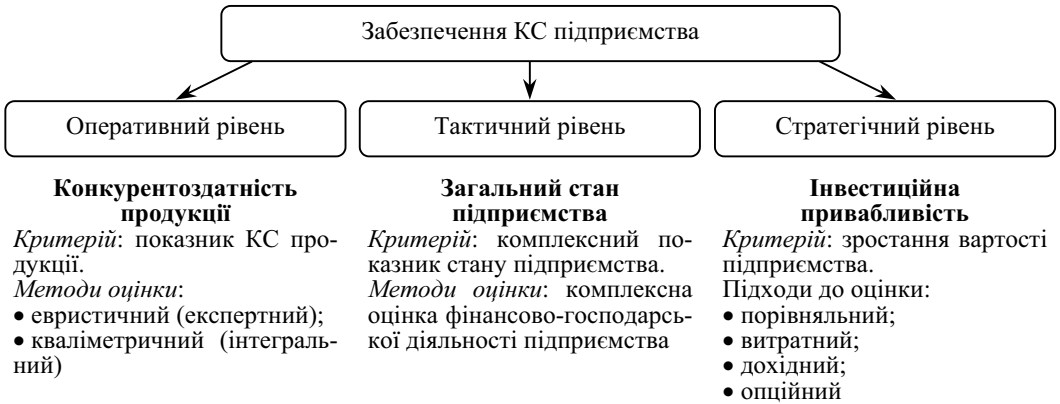 Забезпечення КС підприємства
Оперативний рівень
Тактичний рівень
Стратегічний рівень
Конкурентоздатність
продукції
Критерій: показник КС про-
дукції.
Методи оцінки:
• евристичний (експертний);
• кваліметричний (інтеграль-
ний)
Загальний стан
підприємства
Критерій: комплексний по-
казник стану підприємства.
Методи оцінки: комплексна
оцінка фінансово-господарсь-
кої діяльності підприємства
Інвестиційна
привабливість
Критерій: зростання вартості
підприємства.
Підходи до оцінки:
• порівняльний;
• витратний;
• дохідний;
• опційний